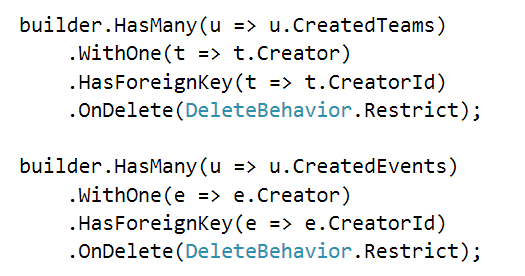 builder.HasMany(u => u.CreatedTeams)
.WithOne(t => t.Creator)
.HasForeignKey(t => t.CreatorId)
.OnDelete(DeleteBehavior.Restrict);
builder.HasMany(u => u.CreatedEvents)
.WithOne(e => e.Creator)
.HasForeignKey(e => e.CreatorId)
.OnDelete(DeleteBehavior.Restrict);